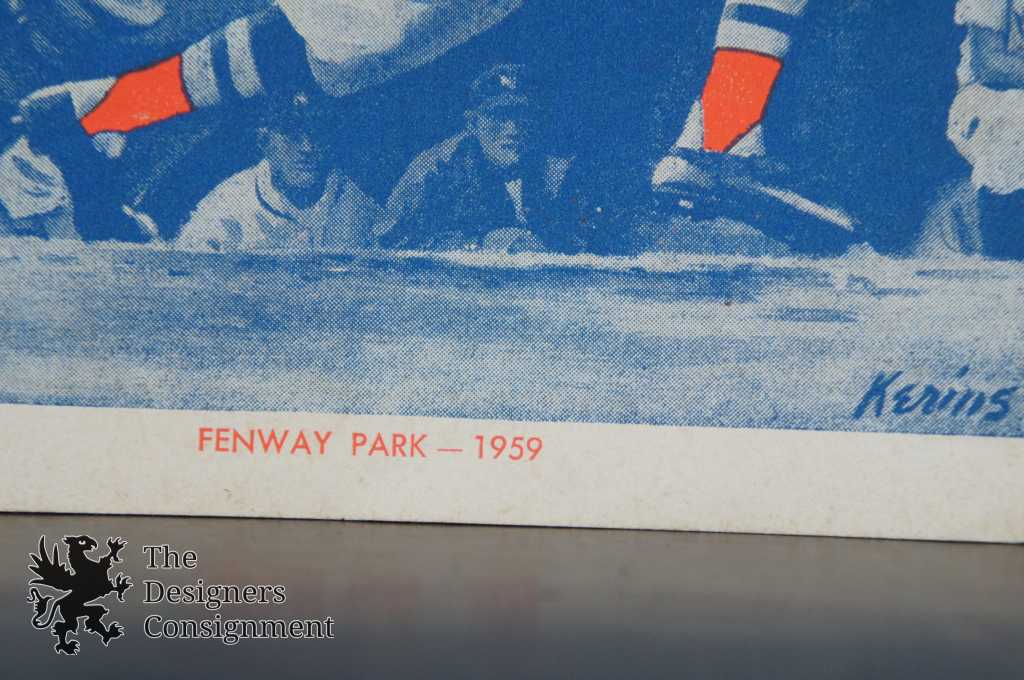 Kerins
FENWAY PARK — 1959
The
Designers
Consignment